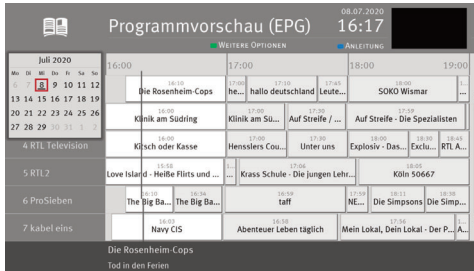 Programmvorschau (EPG)
08.07.2020
16:17
WEITERE OPTIONEN
ANLEITUNG
Juli 2020
Mo Di Mi Do Fr Sa So
6 7 8 9 10 11 12
13 14 15 16 17 18 19
20 21 22 23 24 25 26
27 28 29 30 31 1 2
16:00 17:00 18:00 19:00
16:10 17:00 17:10 17:45 18:00
Die Rosenheim-Cops he... hallo deutschland Leute... SOKO Wismar
16:00 17:00 17:30 17:59
Klinik am Südring Klinik am Sü... Auf Streife / ... Auf Streife - Die Spezialisten
4 RTL Television
16:00 17:00 17:30 18:00 18:30 18:45
Kitsch oder Kasse Hensslers Cou... Unter uns Explosiv - Das... Exclu... RTL A...
5 RTL2
15:58 17:06 18:05
Love Island - Heiße Flirts und ... ... Krass Schule - Die jungen Lehr... Köln 50667
6 ProSieben
16:10 16:36 16:59 17:59 18:11 18:38
The Big Ba... The Big Ba... taff NE... Die Simpsons Die Simp...
7 kabel eins
16:03 16:58 17:56
Navy CIS Abenteuer Leben täglich Mein Lokal, Dein Lokal - Der P... A...
Die Rosenheim-Cops
Tod in den Ferien